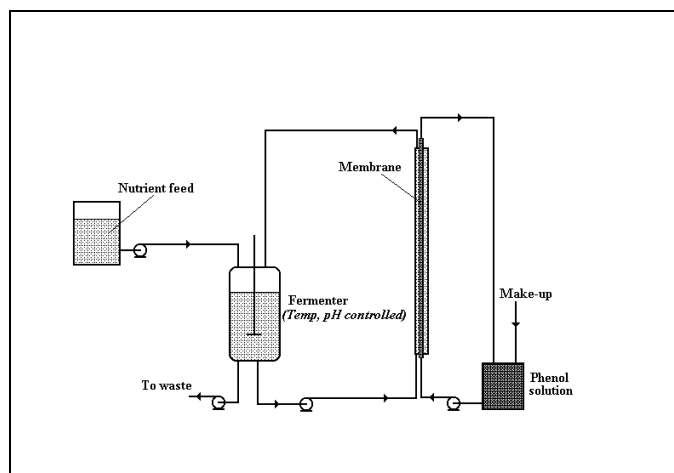 Membrane
Nutrient feed
Fermenter
(Temp, pH controlled)
Make-up
To waste
Phenol
solution